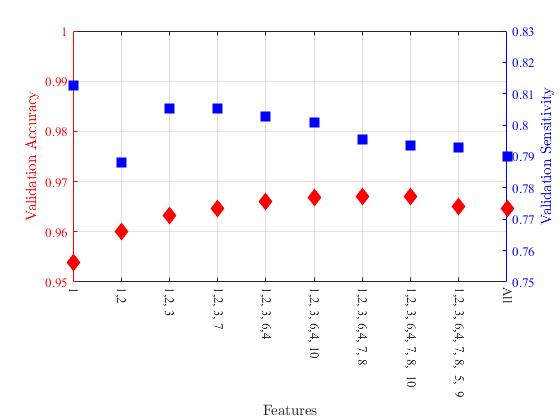 1
0.99
0.98
0.97
0.96
0.95
Validation Accuracy
0.83
0.82
0.81
0.8
0.79
0.78
0.77
0.76
0.75
Validation Sensitivity
1
1,2
1,2, 3
1,2, 3, 7
1,2, 3, 6,4
1,2, 3, 6,4, 10
1,2, 3, 6,4, 7, 8
1,2, 3, 6,4, 7, 8, 10
1,2, 3, 6,4, 7, 8, 5, 9
All
Features